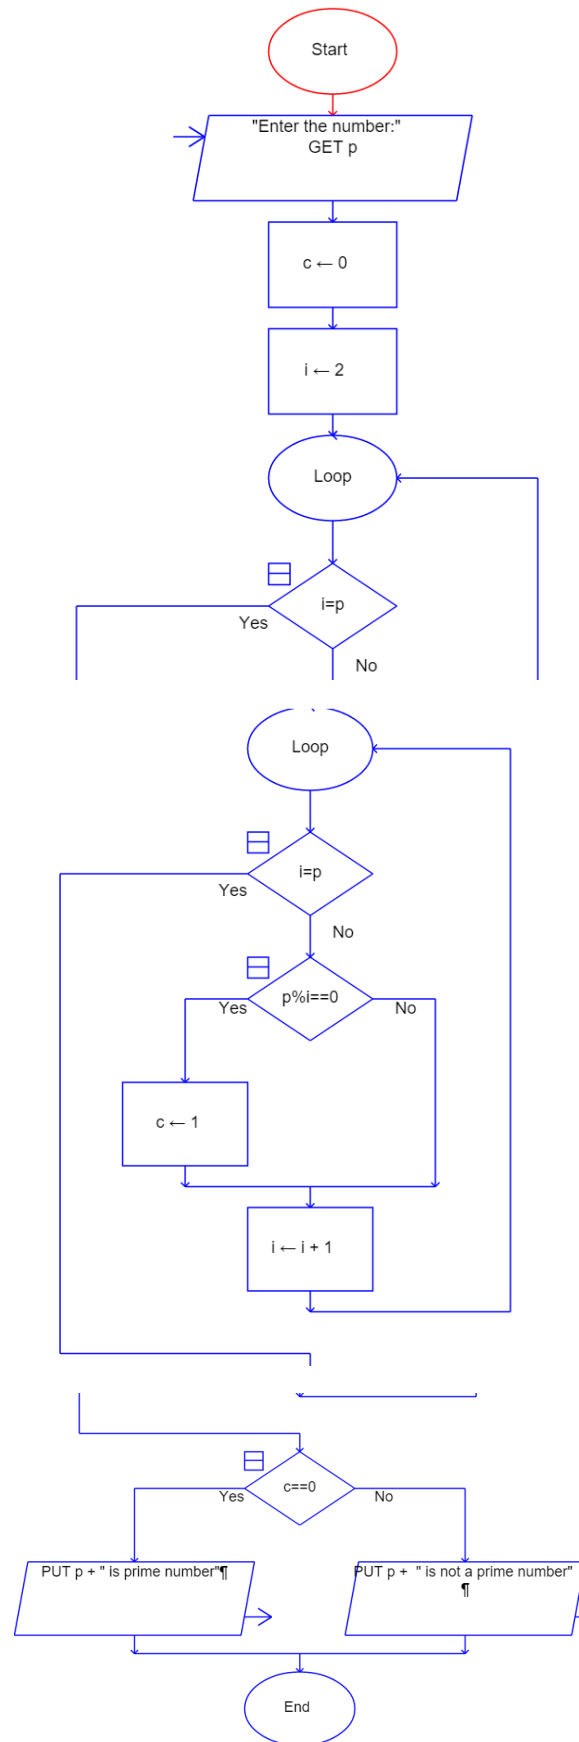 Start
"Enter the number:"
GET p
c ← 0
i ← 2
Loop
i=p
Yes
No
Loop
i=p
Yes
No
p%i==0
Yes
No
c ← 1
i ← i + 1
c==0
Yes
No
PUT p + " is prime number"¶
PUT p + " is not a prime number"
¶
End